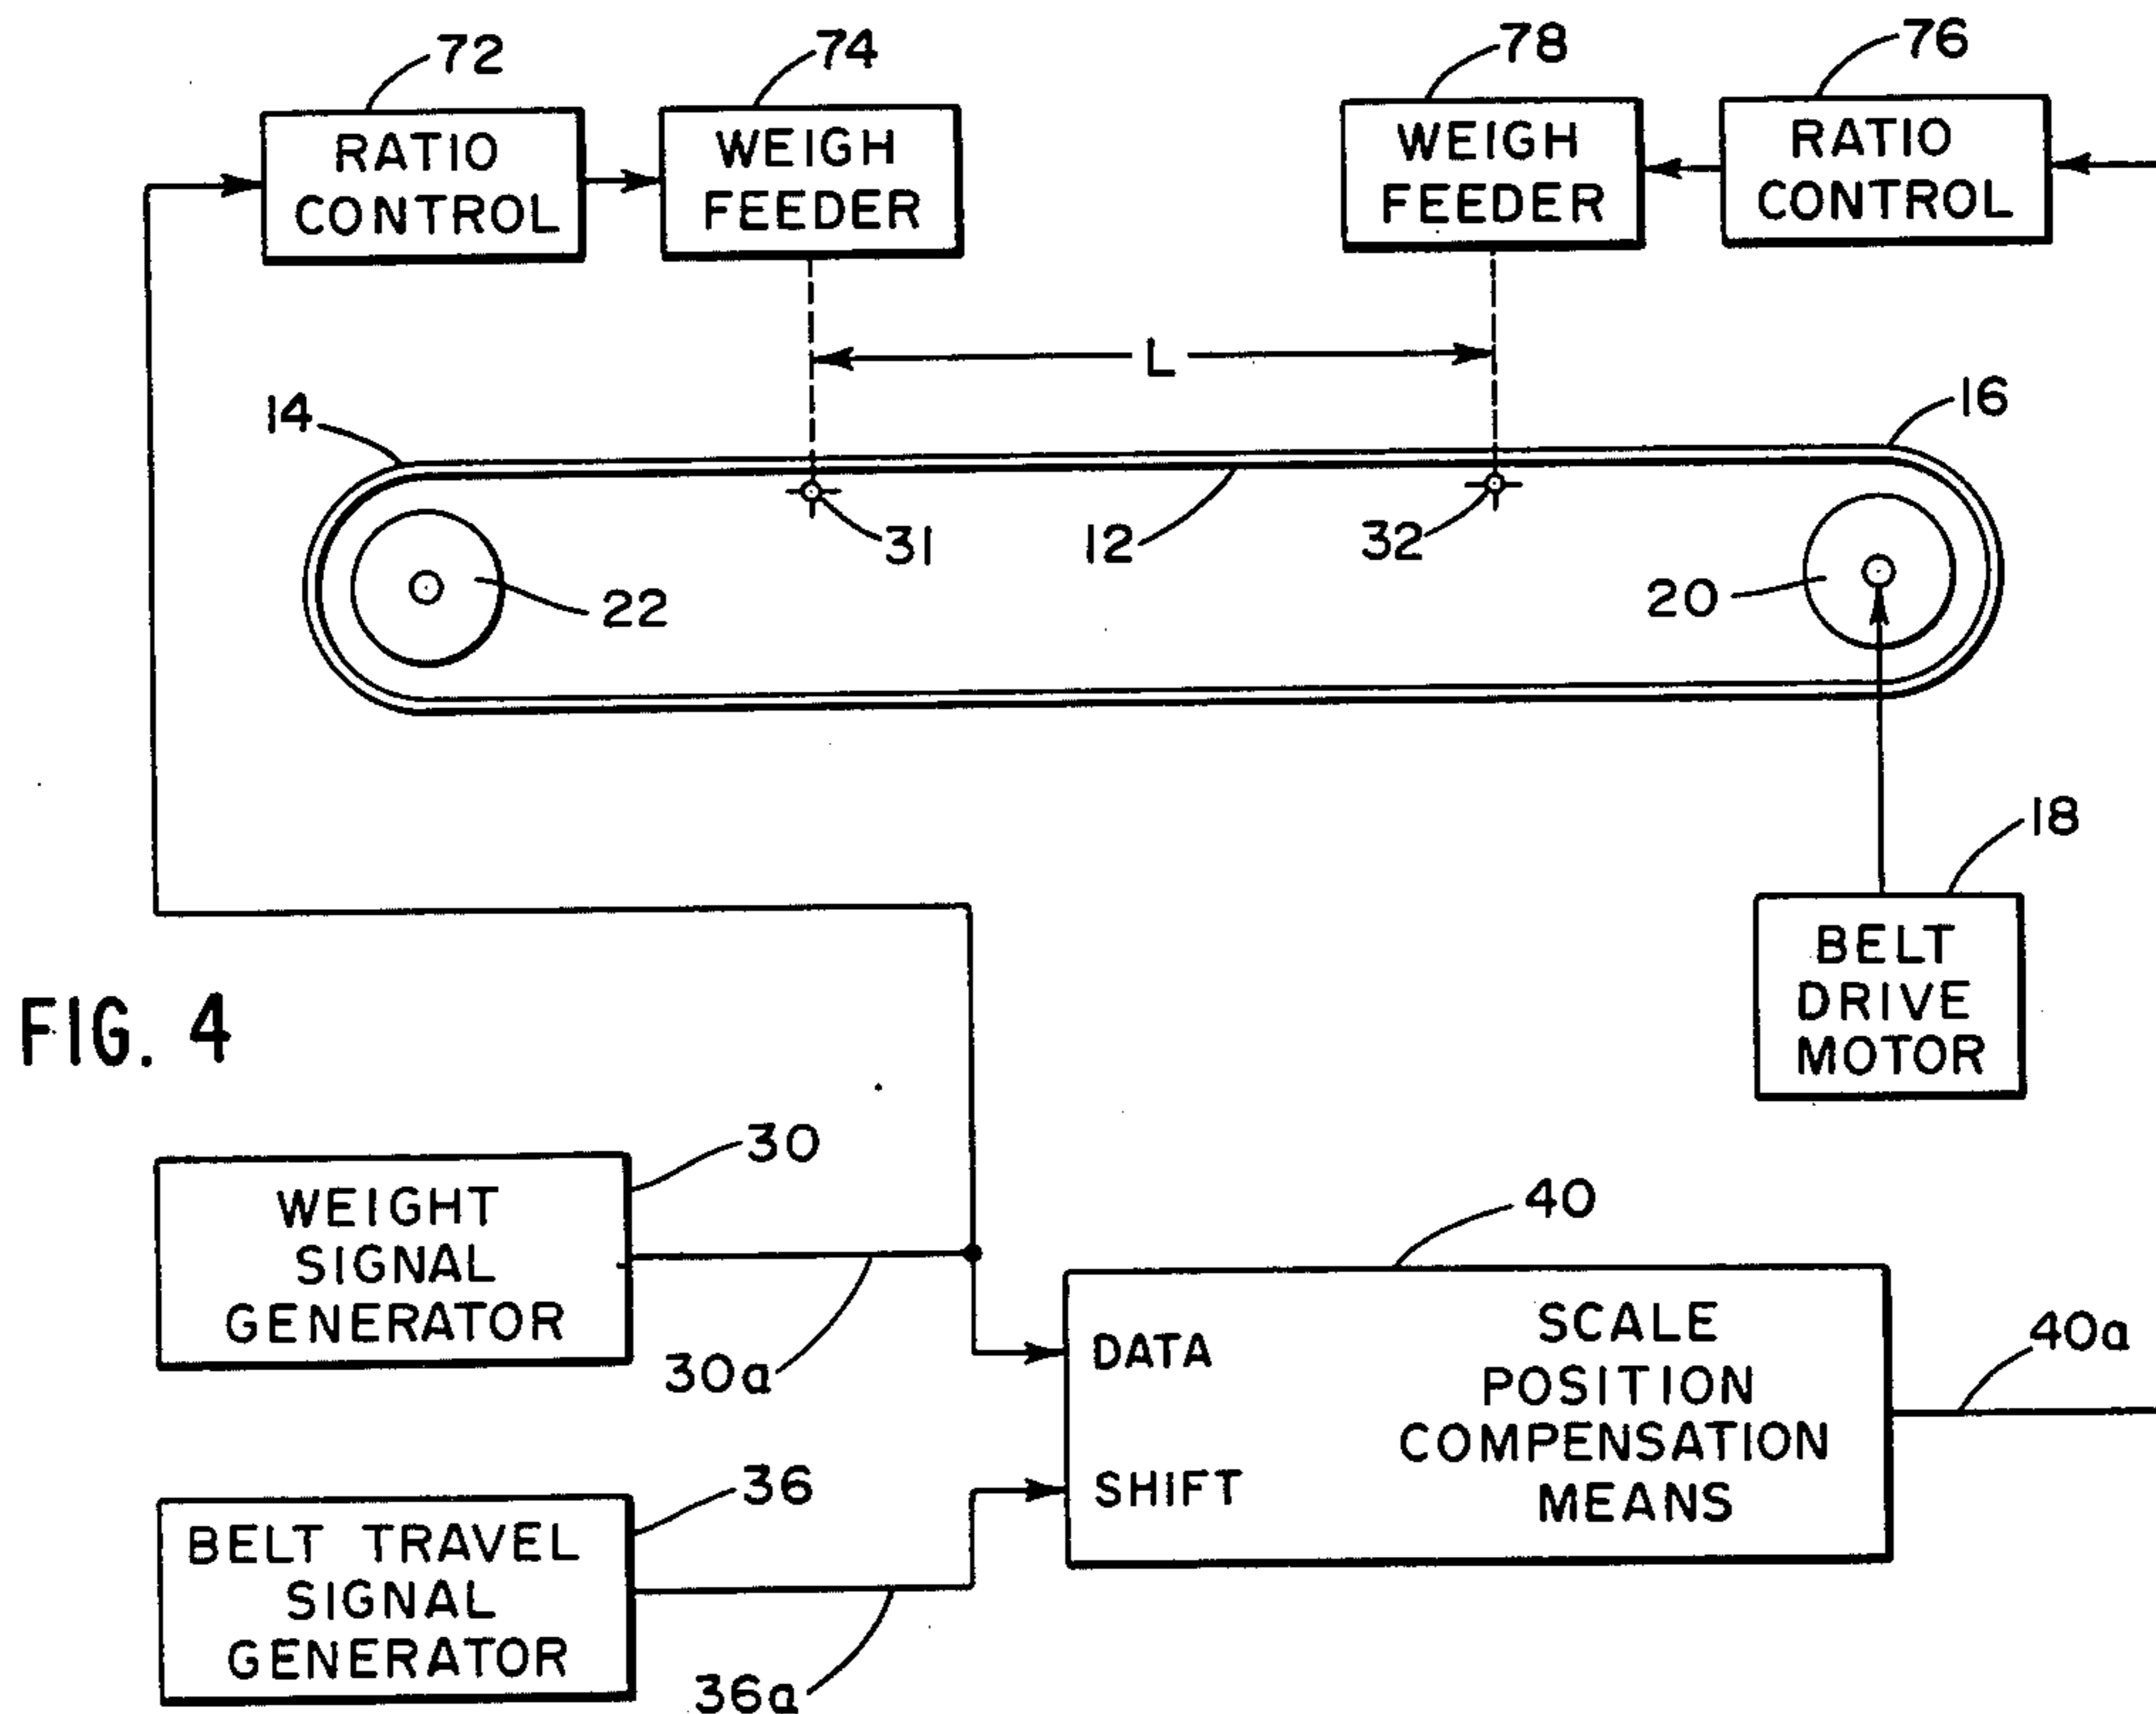 72
74
78
76
RATIO
CONTROL
WEIGH
FEEDER
WEIGH
FEEDER
RATIO
CONTROL
L
14
16
31
12
32
22
20
18
BELT
DRIVE
MOTOR
FIG. 4
30
WEIGHT
SIGNAL
GENERATOR
30a
40
DATA
SHIFT
SCALE
POSITION
COMPENSATION
MEANS
40a
36
BELT TRAVEL
SIGNAL
GENERATOR
36a